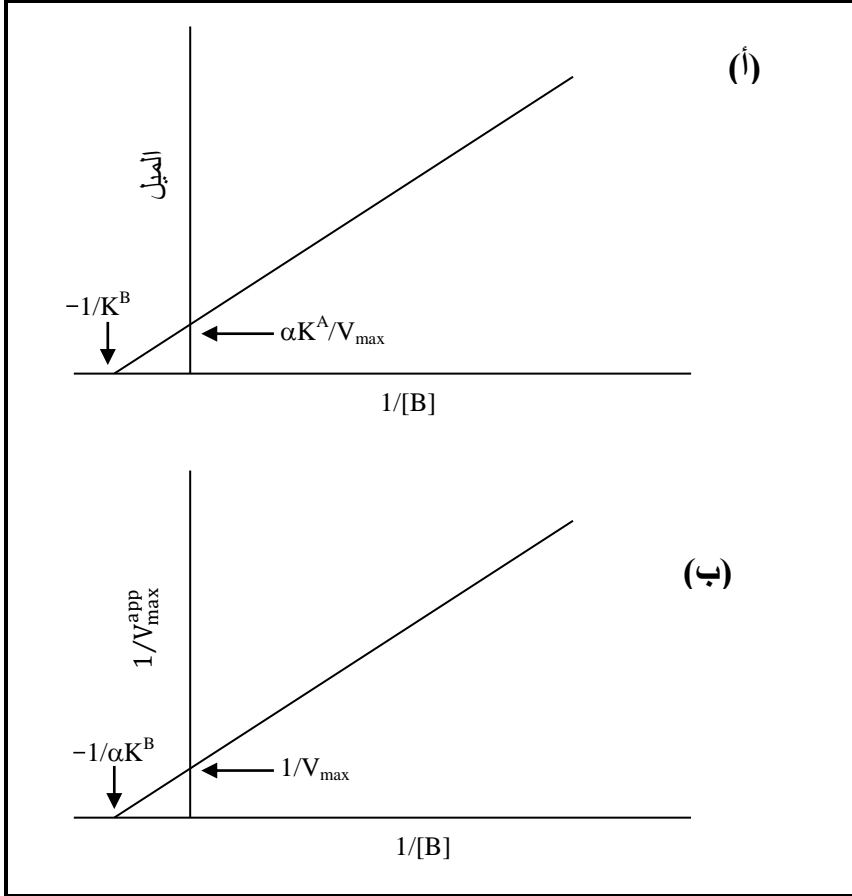 (أ)
الميل
−1/K^B
αK^A/V_max
1/[B]
(ب)
1/V_max^app
−1/αK^B
1/V_max
1/[B]